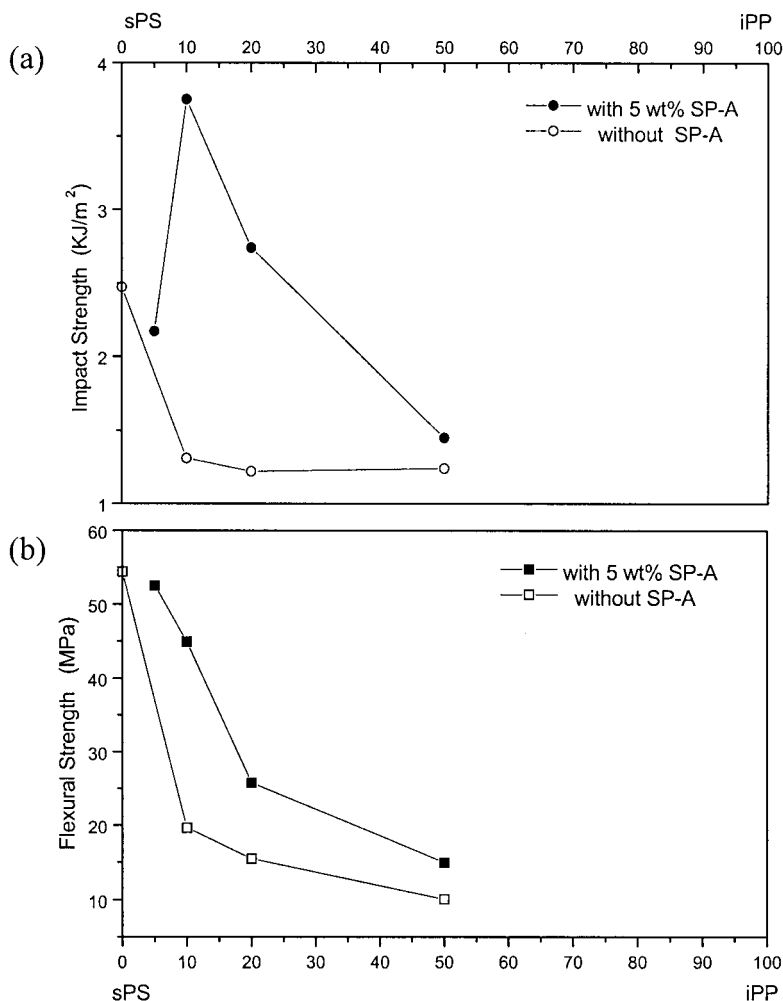 sPS iPP
0 10 20 30 40 50 60 70 80 90 100
(a)
4
3
2
1
Impact Strength (KJ/m²)
with 5 wt% SP-A
without SP-A
(b)
60
50
40
30
20
10
Flexural Strength (MPa)
with 5 wt% SP-A
without SP-A
0 10 20 30 40 50 60 70 80 90 100
sPS iPP